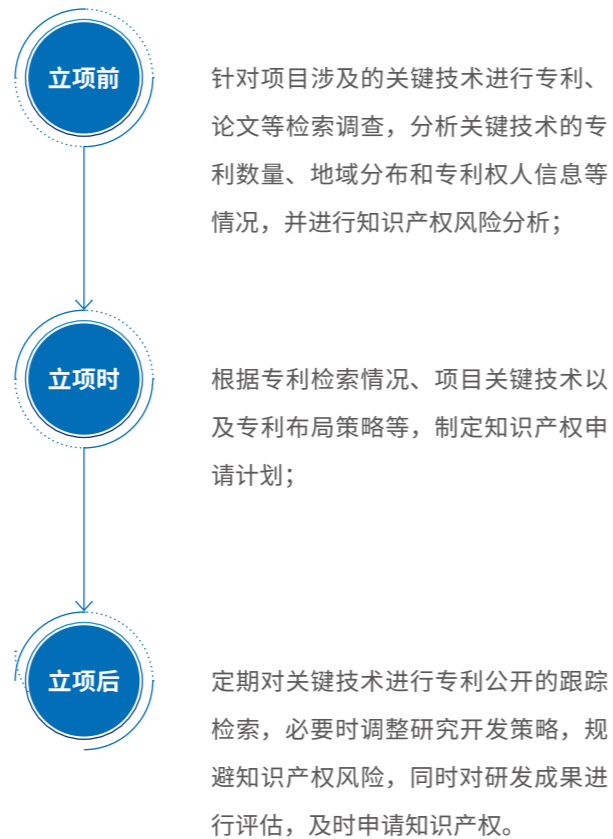 立项前
针对项目涉及的关键技术进行专利、
论文等检索调查，分析关键技术的专
利数量、地域分布和专利权人信息等
情况，并进行知识产权风险分析；
立项时
根据专利检索情况、项目关键技术以
及专利布局策略等，制定知识产权申
请计划；
立项后
定期对关键技术进行专利公开的跟踪
检索，必要时调整研究开发策略，规
避知识产权风险，同时对研发成果进
行评估，及时申请知识产权。